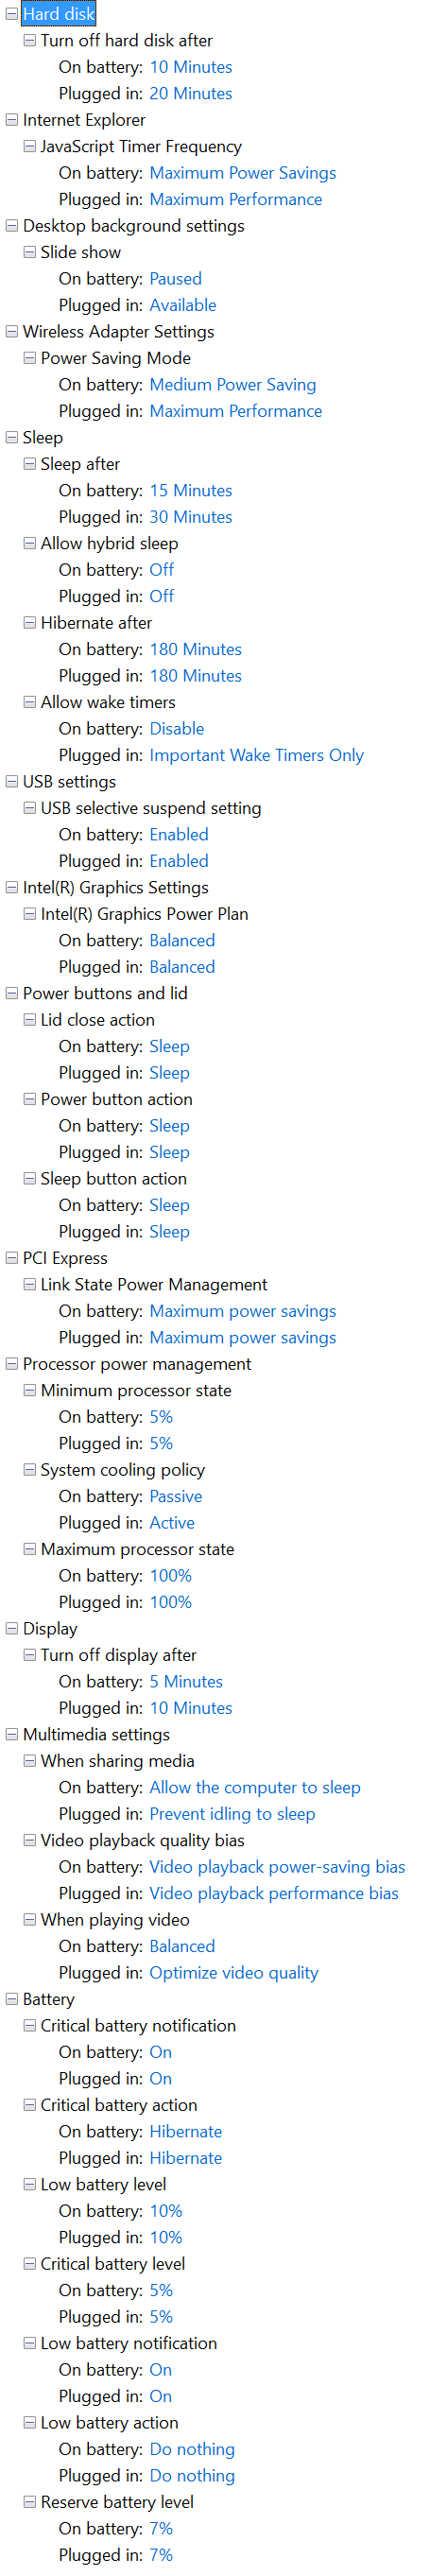 Hard disk
Turn off hard disk after
On battery: 10 Minutes
Plugged in: 20 Minutes
Internet Explorer
JavaScript Timer Frequency
On battery: Maximum Power Savings
Plugged in: Maximum Performance
Desktop background settings
Slide show
On battery: Paused
Plugged in: Available
Wireless Adapter Settings
Power Saving Mode
On battery: Medium Power Saving
Plugged in: Maximum Performance
Sleep
Sleep after
On battery: 15 Minutes
Plugged in: 30 Minutes
Allow hybrid sleep
On battery: Off
Plugged in: Off
Hibernate after
On battery: 180 Minutes
Plugged in: 180 Minutes
Allow wake timers
On battery: Disable
Plugged in: Important Wake Timers Only
USB settings
USB selective suspend setting
On battery: Enabled
Plugged in: Enabled
Intel(R) Graphics Settings
Intel(R) Graphics Power Plan
On battery: Balanced
Plugged in: Balanced
Power buttons and lid
Lid close action
On battery: Sleep
Plugged in: Sleep
Power button action
On battery: Sleep
Plugged in: Sleep
Sleep button action
On battery: Sleep
Plugged in: Sleep
PCI Express
Link State Power Management
On battery: Maximum power savings
Plugged in: Maximum power savings
Processor power management
Minimum processor state
On battery: 5%
Plugged in: 5%
System cooling policy
On battery: Passive
Plugged in: Active
Maximum processor state
On battery: 100%
Plugged in: 100%
Display
Turn off display after
On battery: 5 Minutes
Plugged in: 10 Minutes
Multimedia settings
When sharing media
On battery: Allow the computer to sleep
Plugged in: Prevent idling to sleep
Video playback quality bias
On battery: Video playback power-saving bias
Plugged in: Video playback performance bias
When playing video
On battery: Balanced
Plugged in: Optimize video quality
Battery
Critical battery notification
On battery: On
Plugged in: On
Critical battery action
On battery: Hibernate
Plugged in: Hibernate
Low battery level
On battery: 10%
Plugged in: 10%
Critical battery level
On battery: 5%
Plugged in: 5%
Low battery notification
On battery: On
Plugged in: On
Low battery action
On battery: Do nothing
Plugged in: Do nothing
Reserve battery level
On battery: 7%
Plugged in: 7%